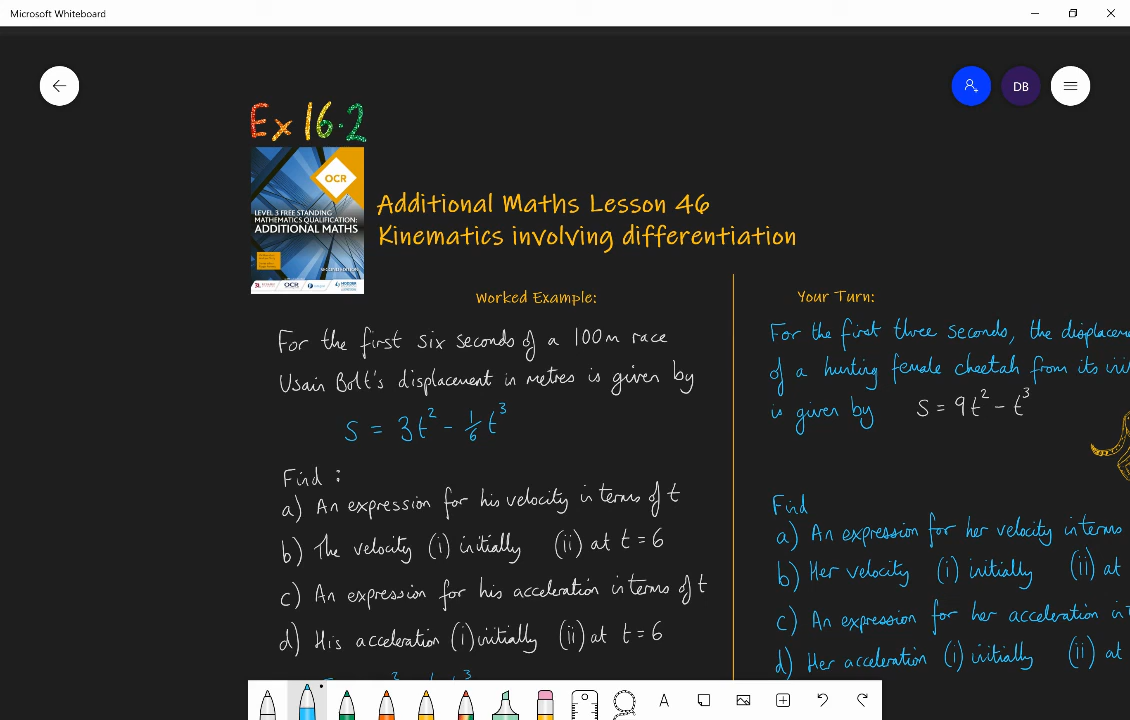 Microsoft Whiteboard
DB
Ex 16.2
OCR
LEVEL 3 FREE STANDING
MATHEMATICS QUALIFICATION:
ADDITIONAL MATHS
OCR
Additional Maths Lesson 46
Kinematics involving differentiation
Worked Example:
For the first six seconds of a 100m race
Usain Bolt's displacement in metres is given by
S = 3t² - 1/6 t³
Find :
a) An expression for his velocity in terms of t
b) The velocity (i) initially (ii) at t = 6
c) An expression for his acceleration in terms of t
d) His acceleration (i) initially (ii) at t = 6
Your Turn:
For the first three seconds, the displaceme
of a hunting female cheetah from its ini
is given by S = 9t² - t³
Find
a) An expression for her velocity in terms
b) Her velocity (i) initially (ii) at
c) An expression for her acceleration in t
d) Her acceleration (i) initially (ii) at
A